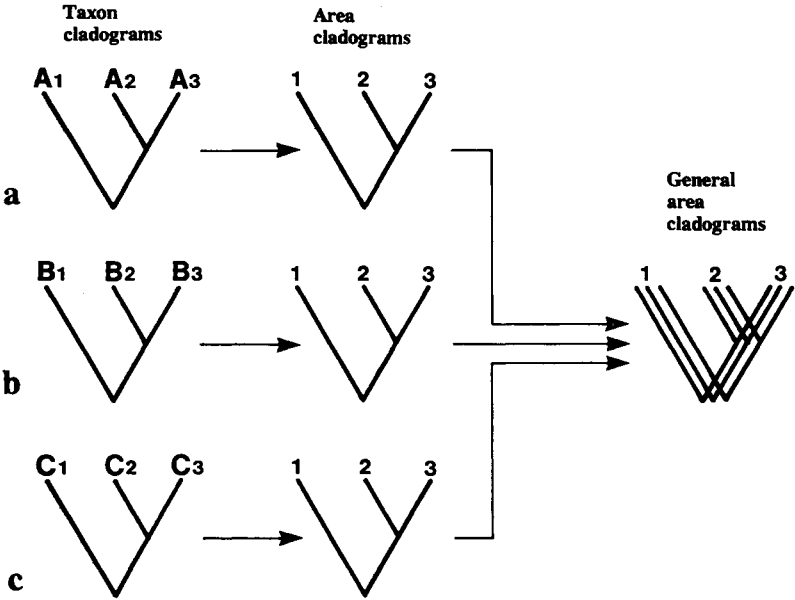 Taxon
cladograms
Area
cladograms
A1 A2 A3
1 2 3
a
General
area
cladograms
B1 B2 B3
1 2 3
1 2 3
b
C1 C2 C3
1 2 3
c